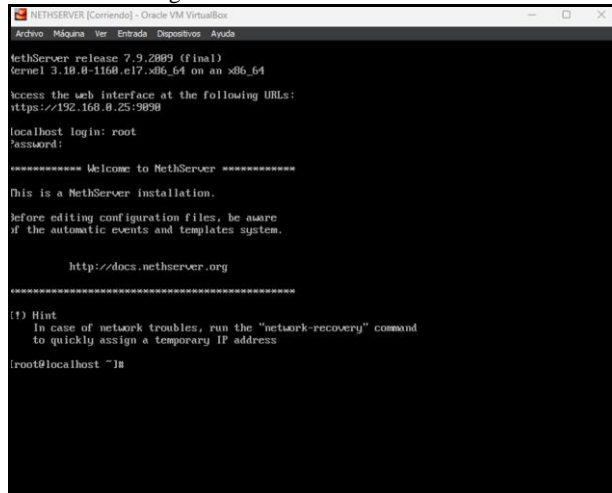 NETHSERVER [Corriendo] - Oracle VM VirtualBox
Archivo Máquina Ver Entrada Dispositivos Ayuda
NethServer release 7.9.2009 (final)
Kernel 3.10.0-1160.el7.x86_64 on an x86_64
Access the web interface at the following URLs:
https://192.168.0.25:9090
localhost login: root
Password:
************ Welcome to NethServer ************
This is a NethServer installation.
Before editing configuration files, be aware
of the automatic events and templates system.
http://docs.nethserver.org
***********************************************
(!) Hint
In case of network troubles, run the "network-recovery" command
to quickly assign a temporary IP address
[root@localhost ~]#